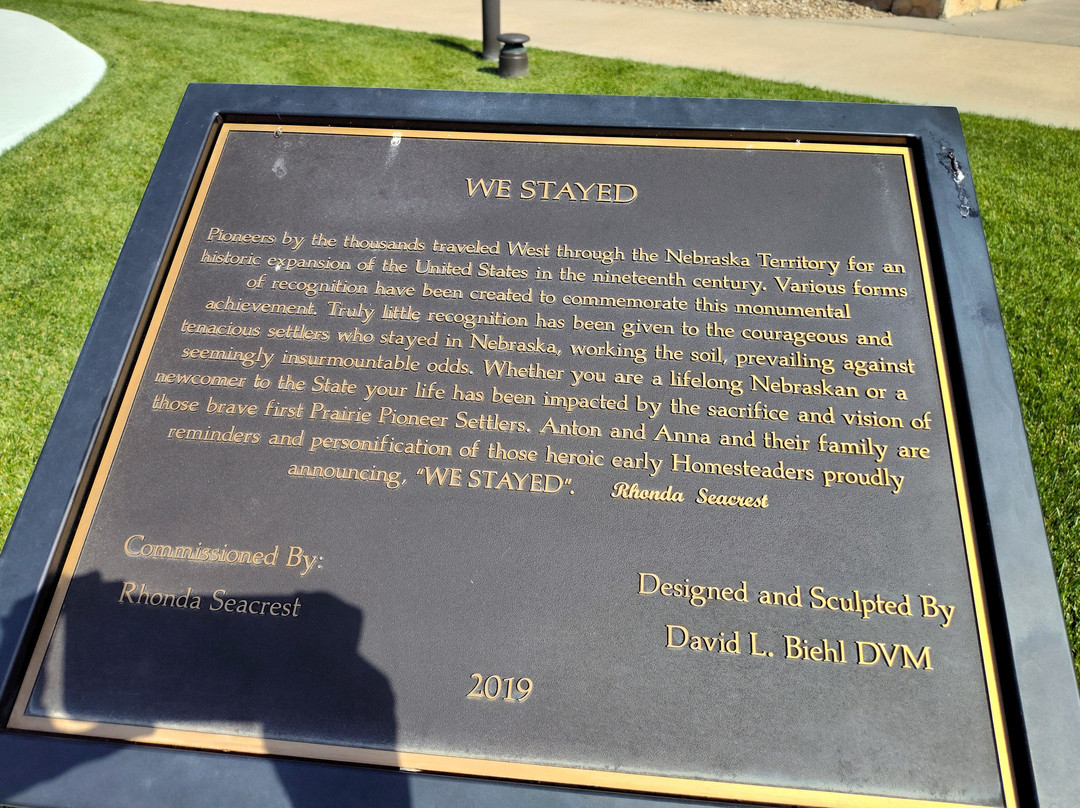 WE STAYED
Pioneers by the thousands traveled West through the Nebraska Territory for an
historic expansion of the United States in the nineteenth century. Various forms
of recognition have been created to commemorate this monumental
achievement. Truly little recognition has been given to the courageous and
tenacious settlers who stayed in Nebraska, working the soil, prevailing against
seemingly insurmountable odds. Whether you are a lifelong Nebraskan or a
newcomer to the State your life has been impacted by the sacrifice and vision of
those brave first Prairie Pioneer Settlers. Anton and Anna and their family are
reminders and personification of those heroic early Homesteaders proudly
announcing, "WE STAYED". Rhonda Seacrest
Commissioned By:
Rhonda Seacrest
Designed and Sculpted By
David L. Biehl DVM
2019